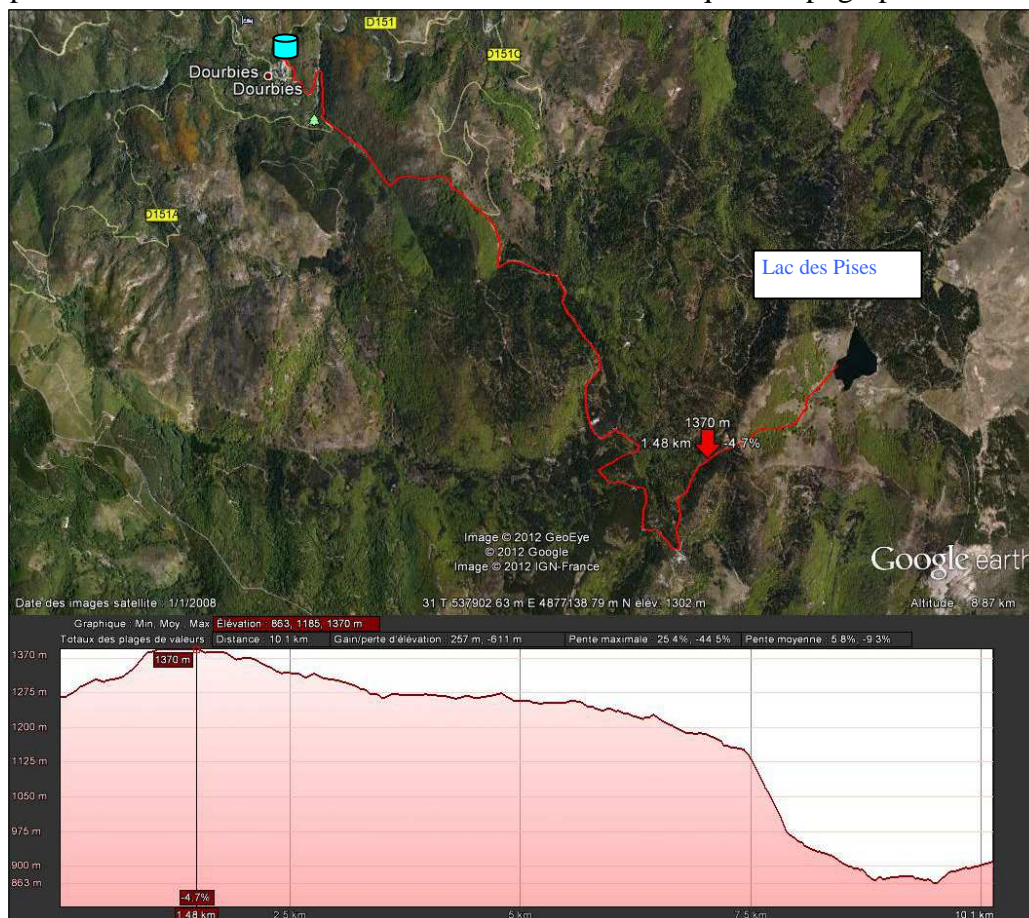 D151
D151C
Dourbies
Dourbies
D151A
Lac des Pises
1370 m
1.48 km -4.7%
Image © 2012 GeoEye
© 2012 Google
Image © 2012 IGN-France
Google earth
Date des images satellite : 1/1/2008 31 T 537902.63 m E 4877138.79 m N élév. 1302 m Altitude 8.87 km
Graphique : Min, Moy, Max Élévation : 863, 1185, 1370 m
Totaux des plages de valeurs : Distance : 10.1 km Gain/perte d'élévation : 257 m, -611 m Pente maximale : 25.4%, -44.5% Pente moyenne : 5.8%, -9.3%
1370 m
1370 m
1275 m
1200 m
1125 m
1050 m
975 m
900 m
863 m
-4.7%
1.48 km 2.5 km 5 km 7.5 km 10.1 km